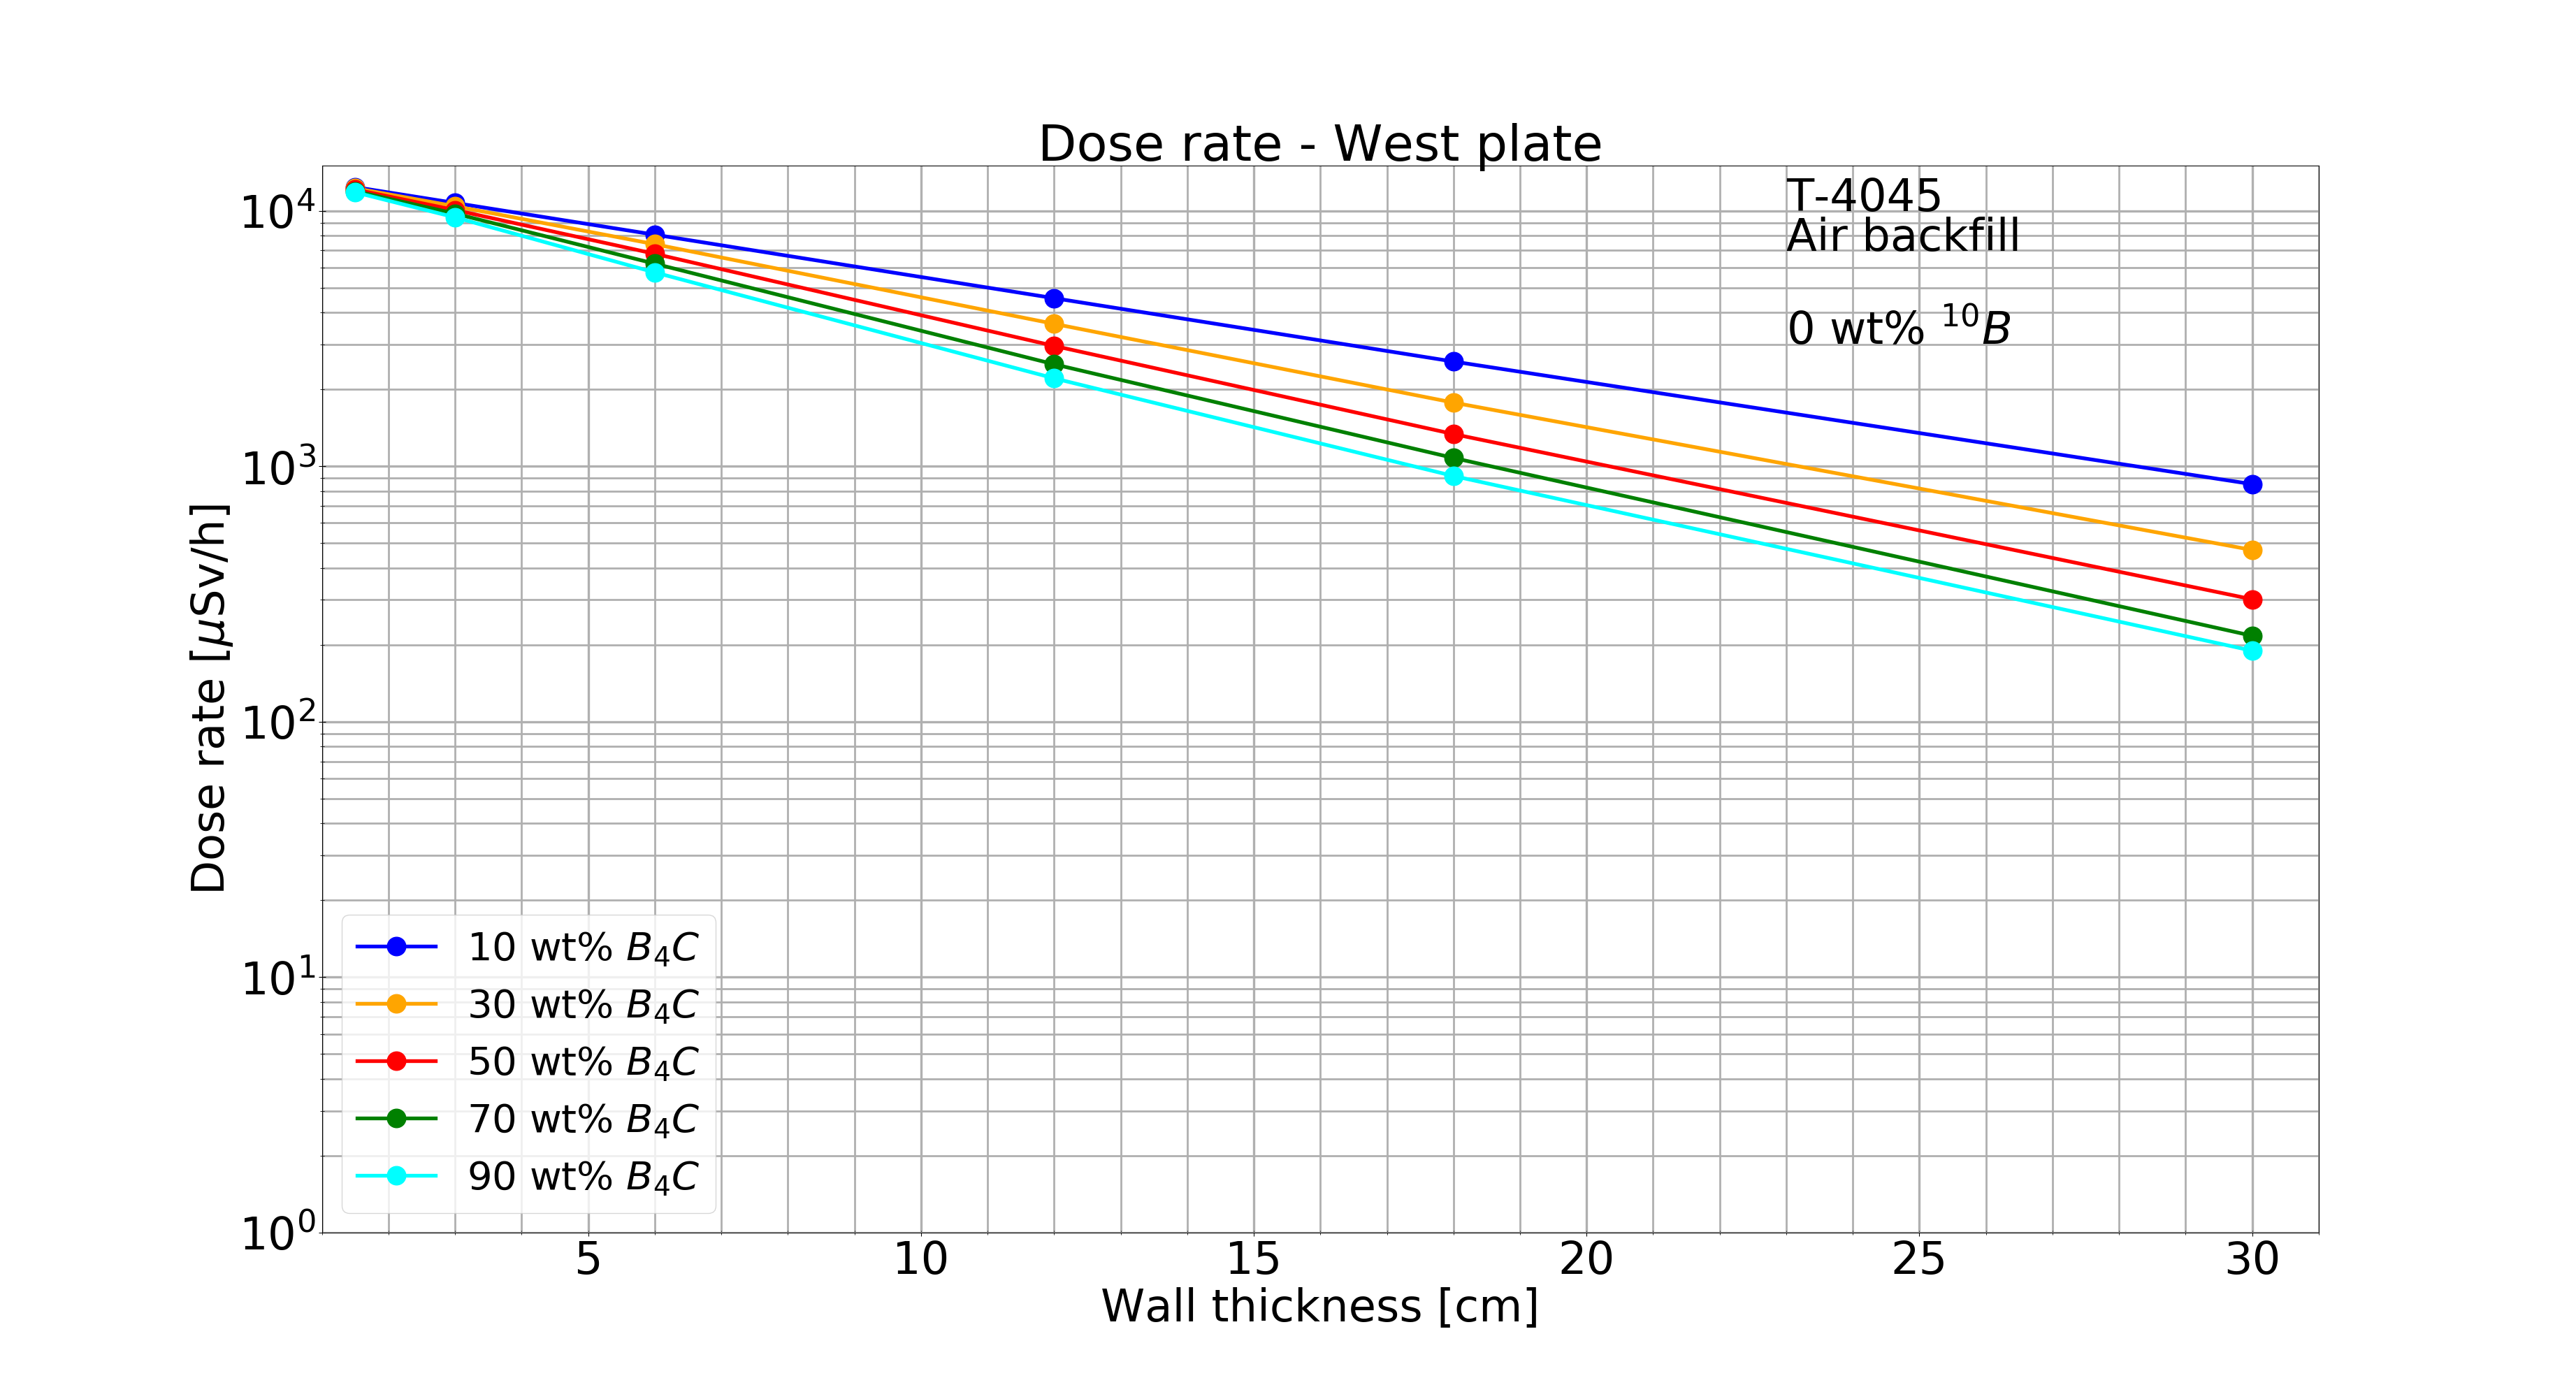 Dose rate - West plate
T-4045
Air backfill
0 wt% ¹⁰B
Dose rate [μSv/h]
10⁴
10³
10²
10¹
10⁰
10 wt% B₄C
30 wt% B₄C
50 wt% B₄C
70 wt% B₄C
90 wt% B₄C
5 10 15 20 25 30
Wall thickness [cm]